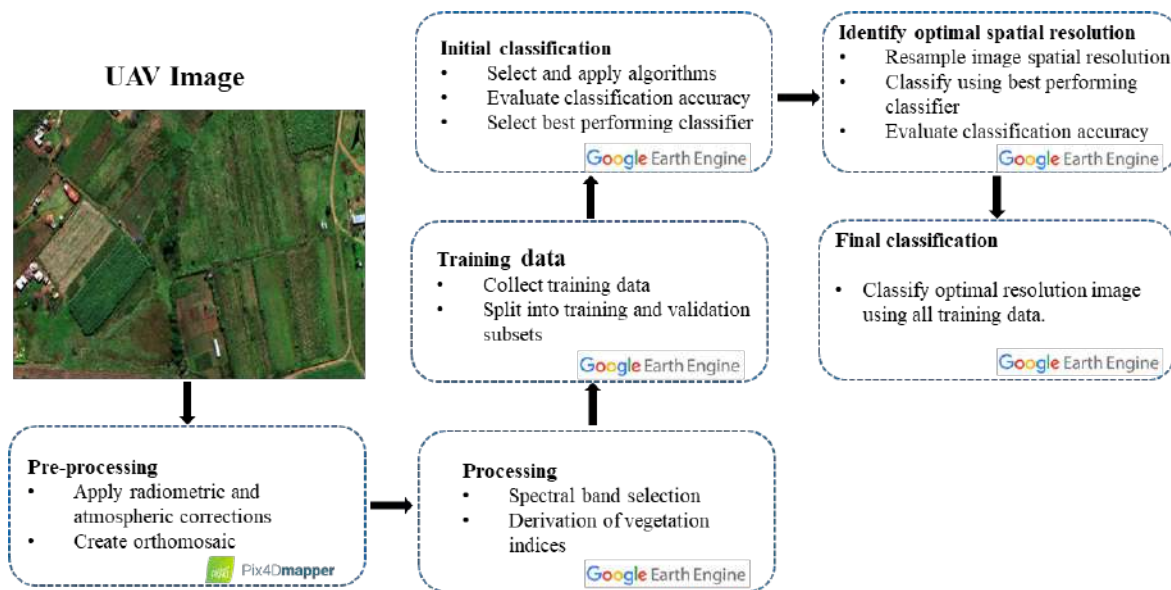 UAV Image
Pre-processing
• Apply radiometric and
atmospheric corrections
• Create orthomosaic
Pix4Dmapper
Processing
• Spectral band selection
• Derivation of vegetation
indices
Google Earth Engine
Training data
• Collect training data
• Split into training and validation
subsets
Google Earth Engine
Initial classification
• Select and apply algorithms
• Evaluate classification accuracy
• Select best performing classifier
Google Earth Engine
Identify optimal spatial resolution
• Resample image spatial resolution
• Classify using best performing
classifier
• Evaluate classification accuracy
Google Earth Engine
Final classification
• Classify optimal resolution image
using all training data.
Google Earth Engine